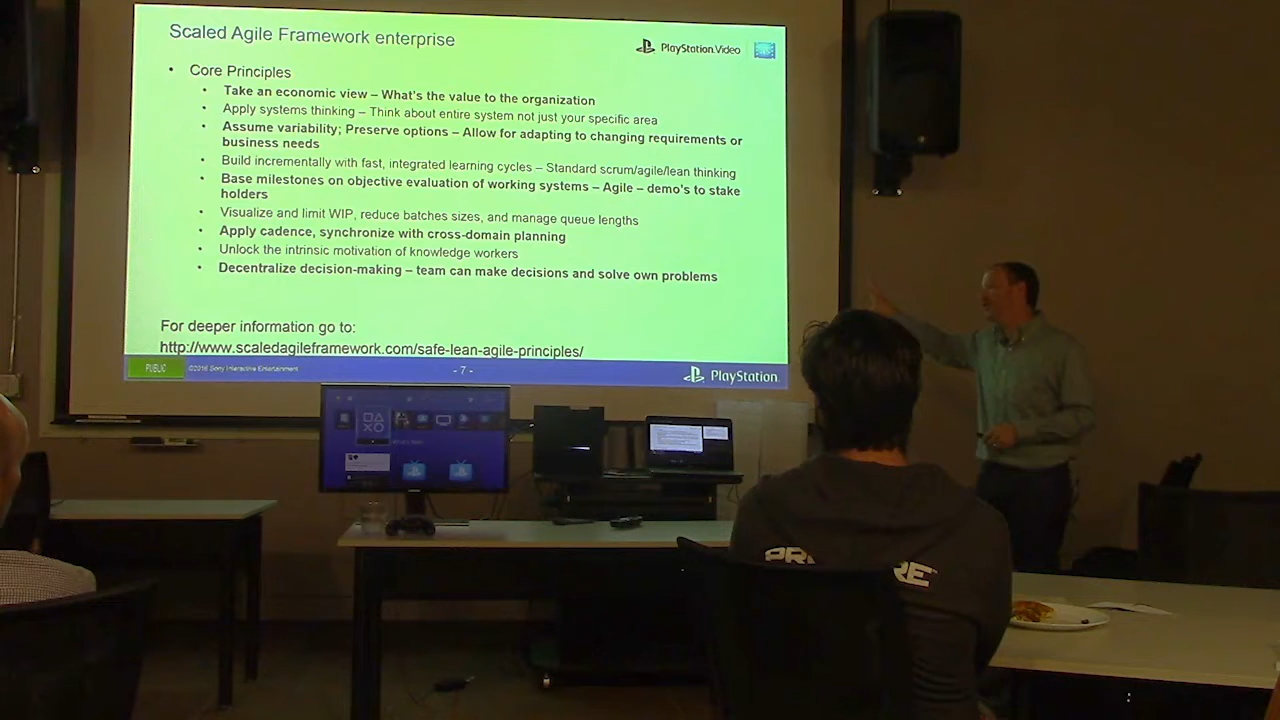 Scaled Agile Framework enterprise
PlayStation.Video
• Core Principles
• Take an economic view – What's the value to the organization
• Apply systems thinking – Think about entire system not just your specific area
• Assume variability; Preserve options – Allow for adapting to changing requirements or
business needs
• Build incrementally with fast, integrated learning cycles – Standard scrum/agile/lean thinking
• Base milestones on objective evaluation of working systems – Agile – demo's to stake
holders
• Visualize and limit WIP, reduce batches sizes, and manage queue lengths
• Apply cadence, synchronize with cross-domain planning
• Unlock the intrinsic motivation of knowledge workers
• Decentralize decision-making – team can make decisions and solve own problems
For deeper information go to:
http://www.scaledagileframework.com/safe-lean-agile-principles/
PUBLIC
©2016 Sony Interactive Entertainment
- 7 -
PlayStation.